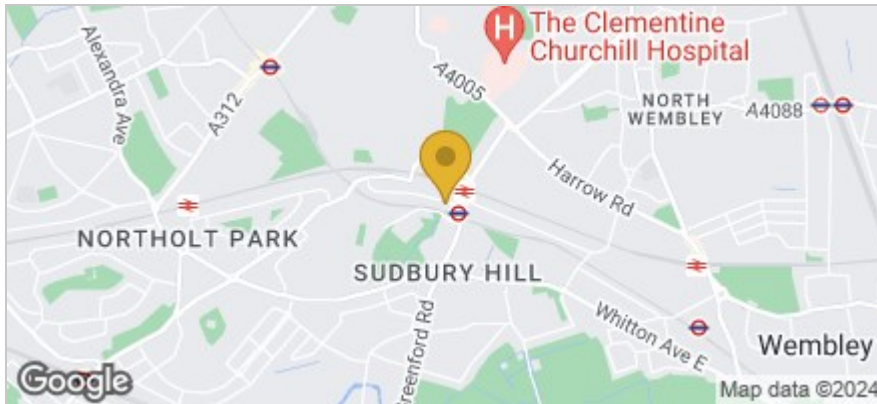 H The Clementine
Churchill Hospital
Alexandra Ave
A312
A4005
NORTH
WEMBLEY
A4088
Harrow Rd
NORTHOLT PARK
SUDBURY HILL
Greenford Rd
Whitton Ave E
Wembley
Google
Map data ©2024